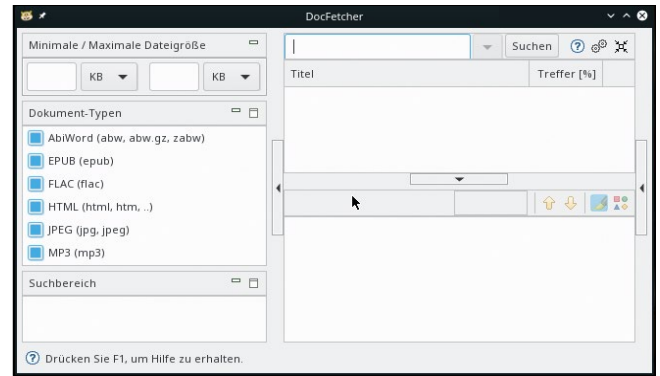 DocFetcher
Minimale / Maximale Dateigröße
KB KB
Dokument-Typen
AbiWord (abw, abw.gz, zabw)
EPUB (epub)
FLAC (flac)
HTML (html, htm, ..)
JPEG (jpg, jpeg)
MP3 (mp3)
Suchbereich
Suchen ?
Titel Treffer [%]
? Drücken Sie F1, um Hilfe zu erhalten.